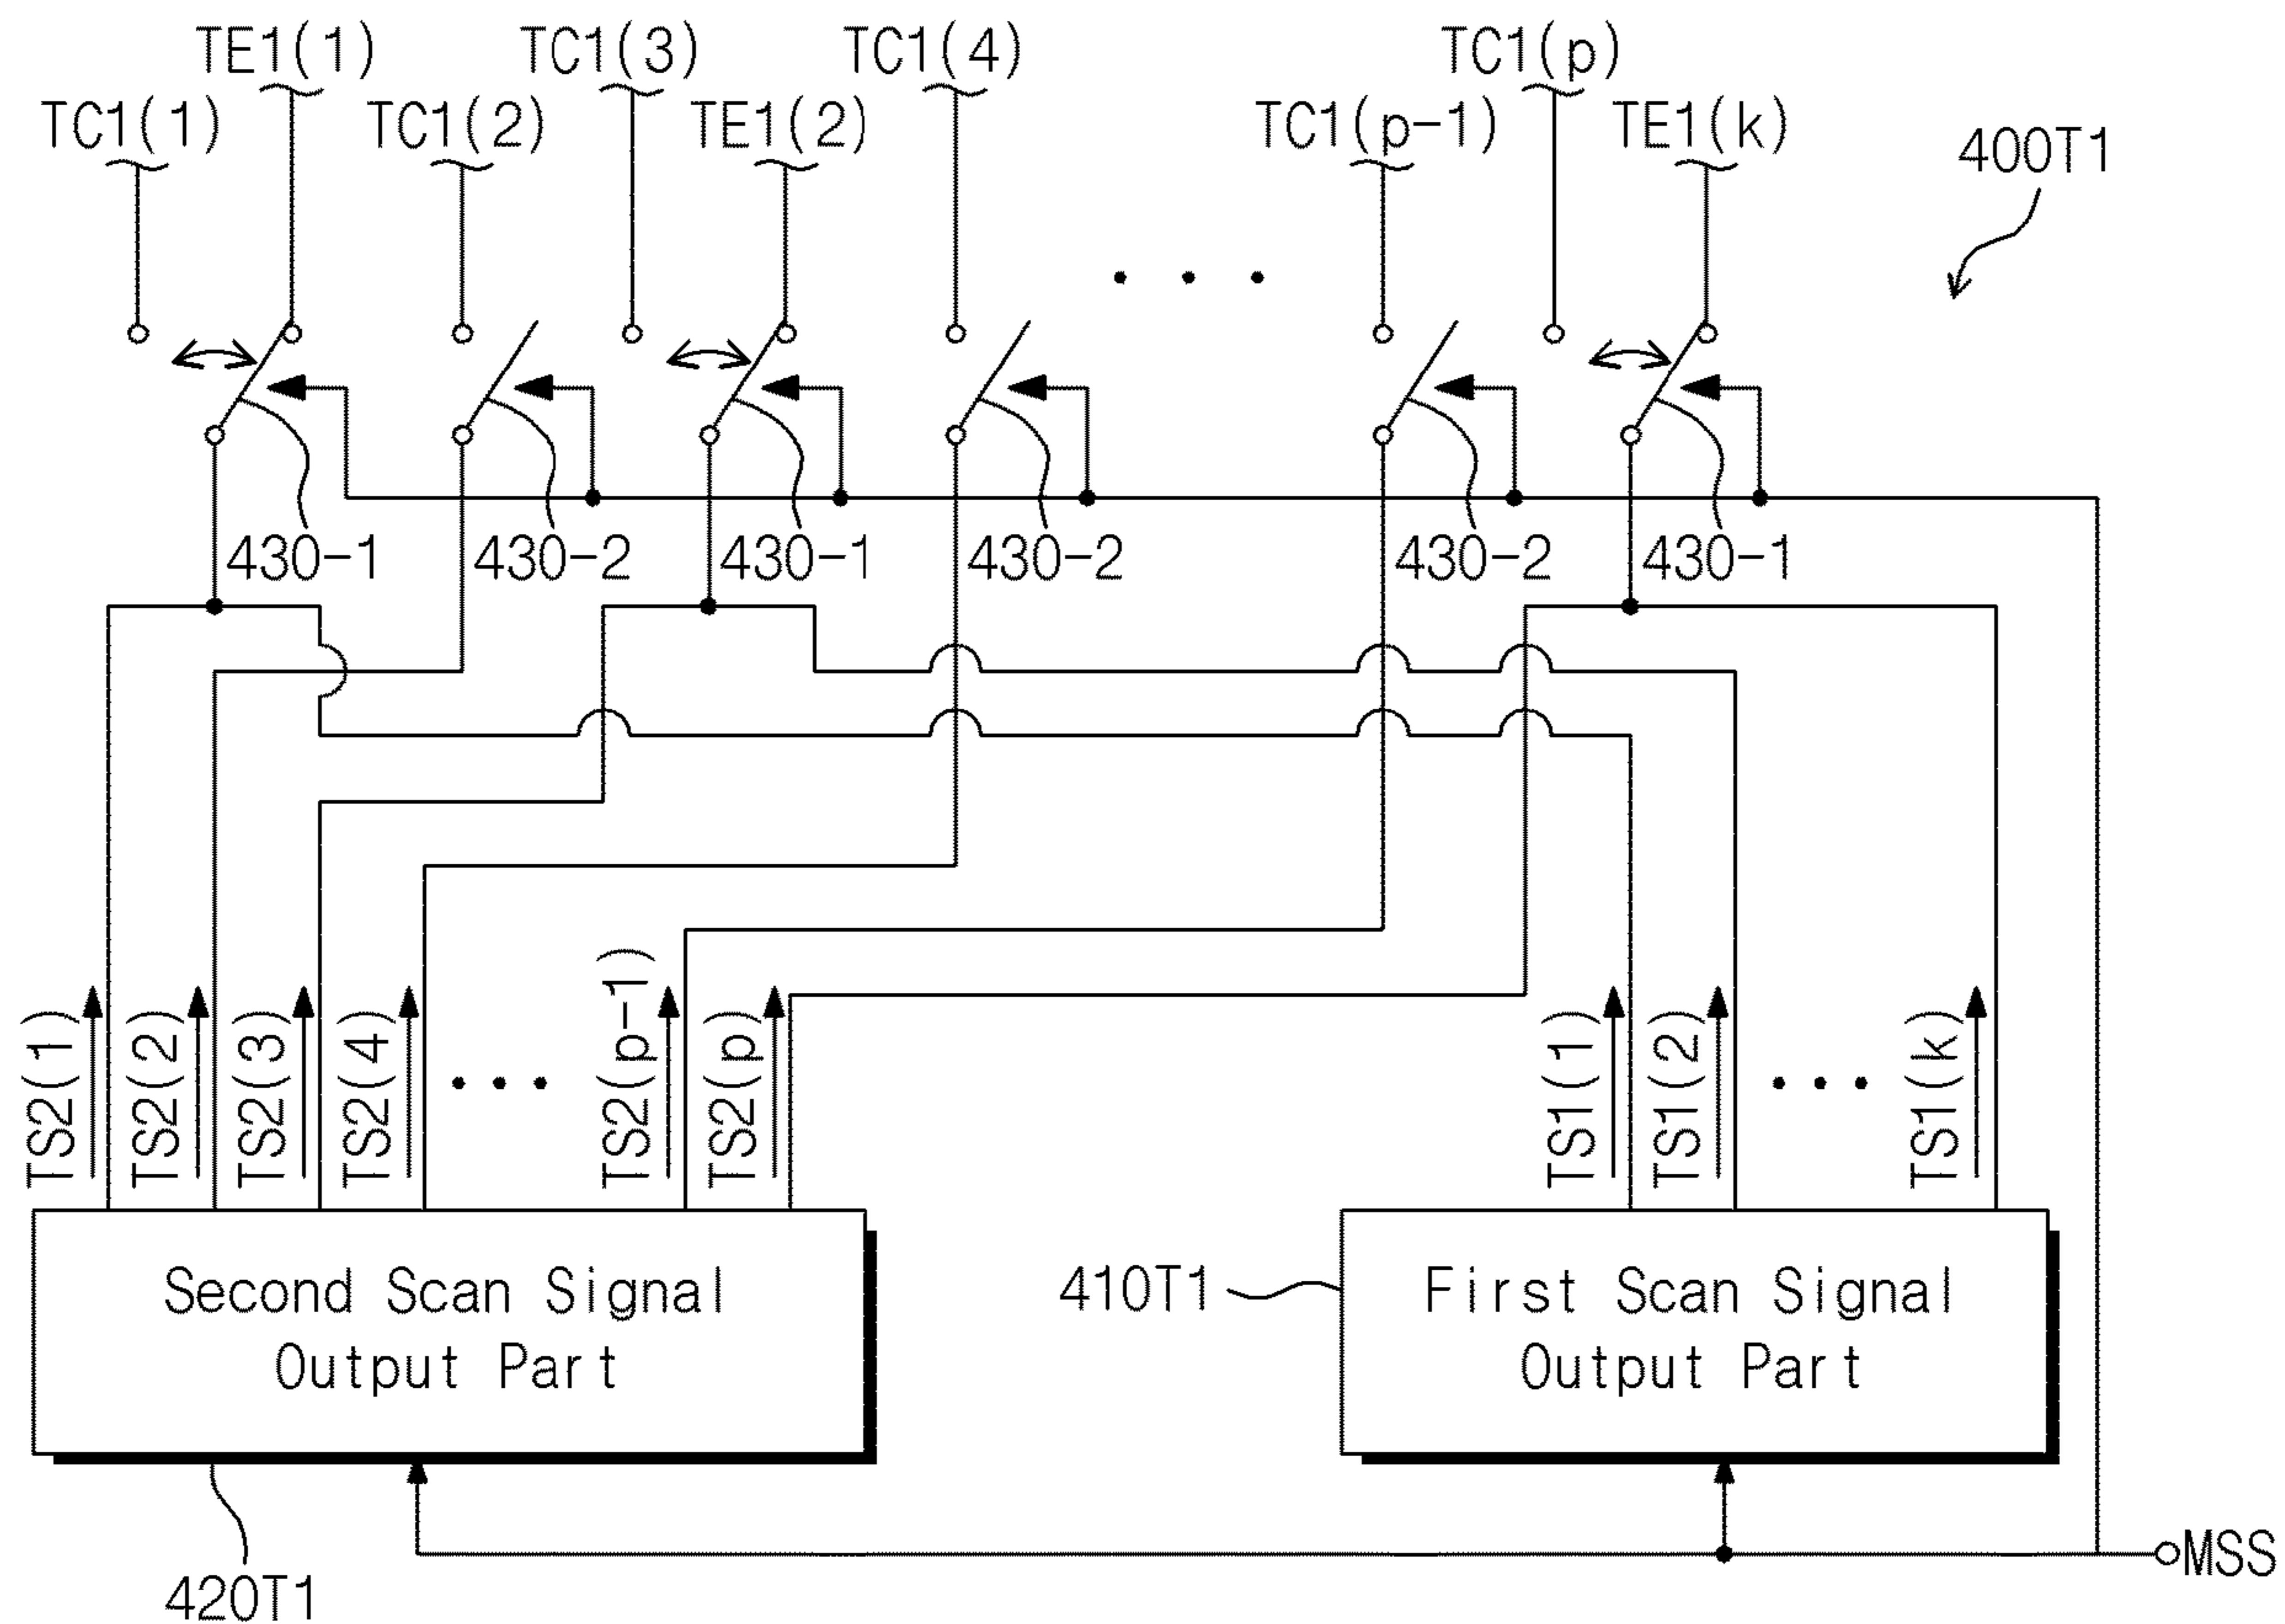 TE1(1) TC1(3) TC1(4) TC1(p)
TC1(1) TC1(2) TE1(2) TC1(p-1) TE1(k)
400T1
430-1 430-2 430-1 430-2 430-2 430-1
TS2(1) TS2(2) TS2(3) TS2(4) ... TS2(p-1) TS2(p) TS1(1) TS1(2) ... TS1(k)
Second Scan Signal
Output Part
410T1
First Scan Signal
Output Part
MSS
420T1